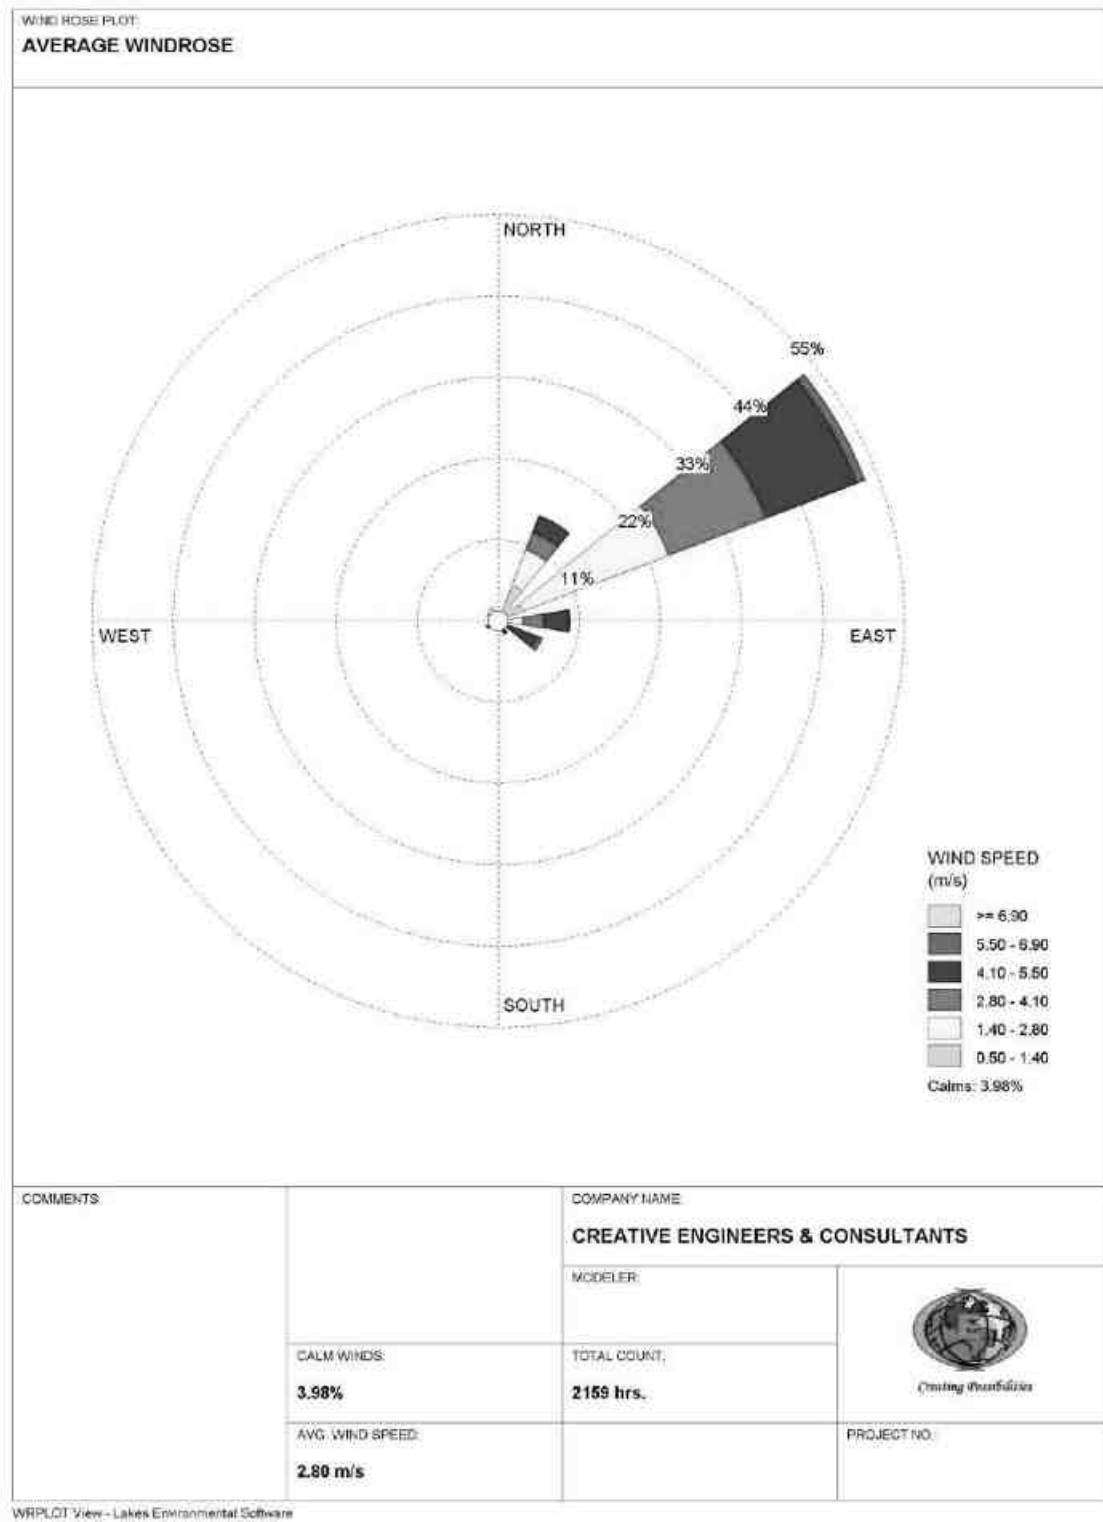 WIND ROSE PLOT:
AVERAGE WINDROSE
NORTH
55%
44%
33%
22%
11%
WEST
EAST
SOUTH
WIND SPEED
(m/s)
>= 6.90
5.50 - 6.90
4.10 - 5.50
2.80 - 4.10
1.40 - 2.80
0.50 - 1.40
Calms: 3.98%
COMMENTS:
COMPANY NAME:
CREATIVE ENGINEERS & CONSULTANTS
MODELER:
CALM WINDS:
3.98%
TOTAL COUNT:
2159 hrs.
Creating Possibilities
AVG. WIND SPEED:
2.80 m/s
PROJECT NO.:
WRPLOT View - Lakes Environmental Software